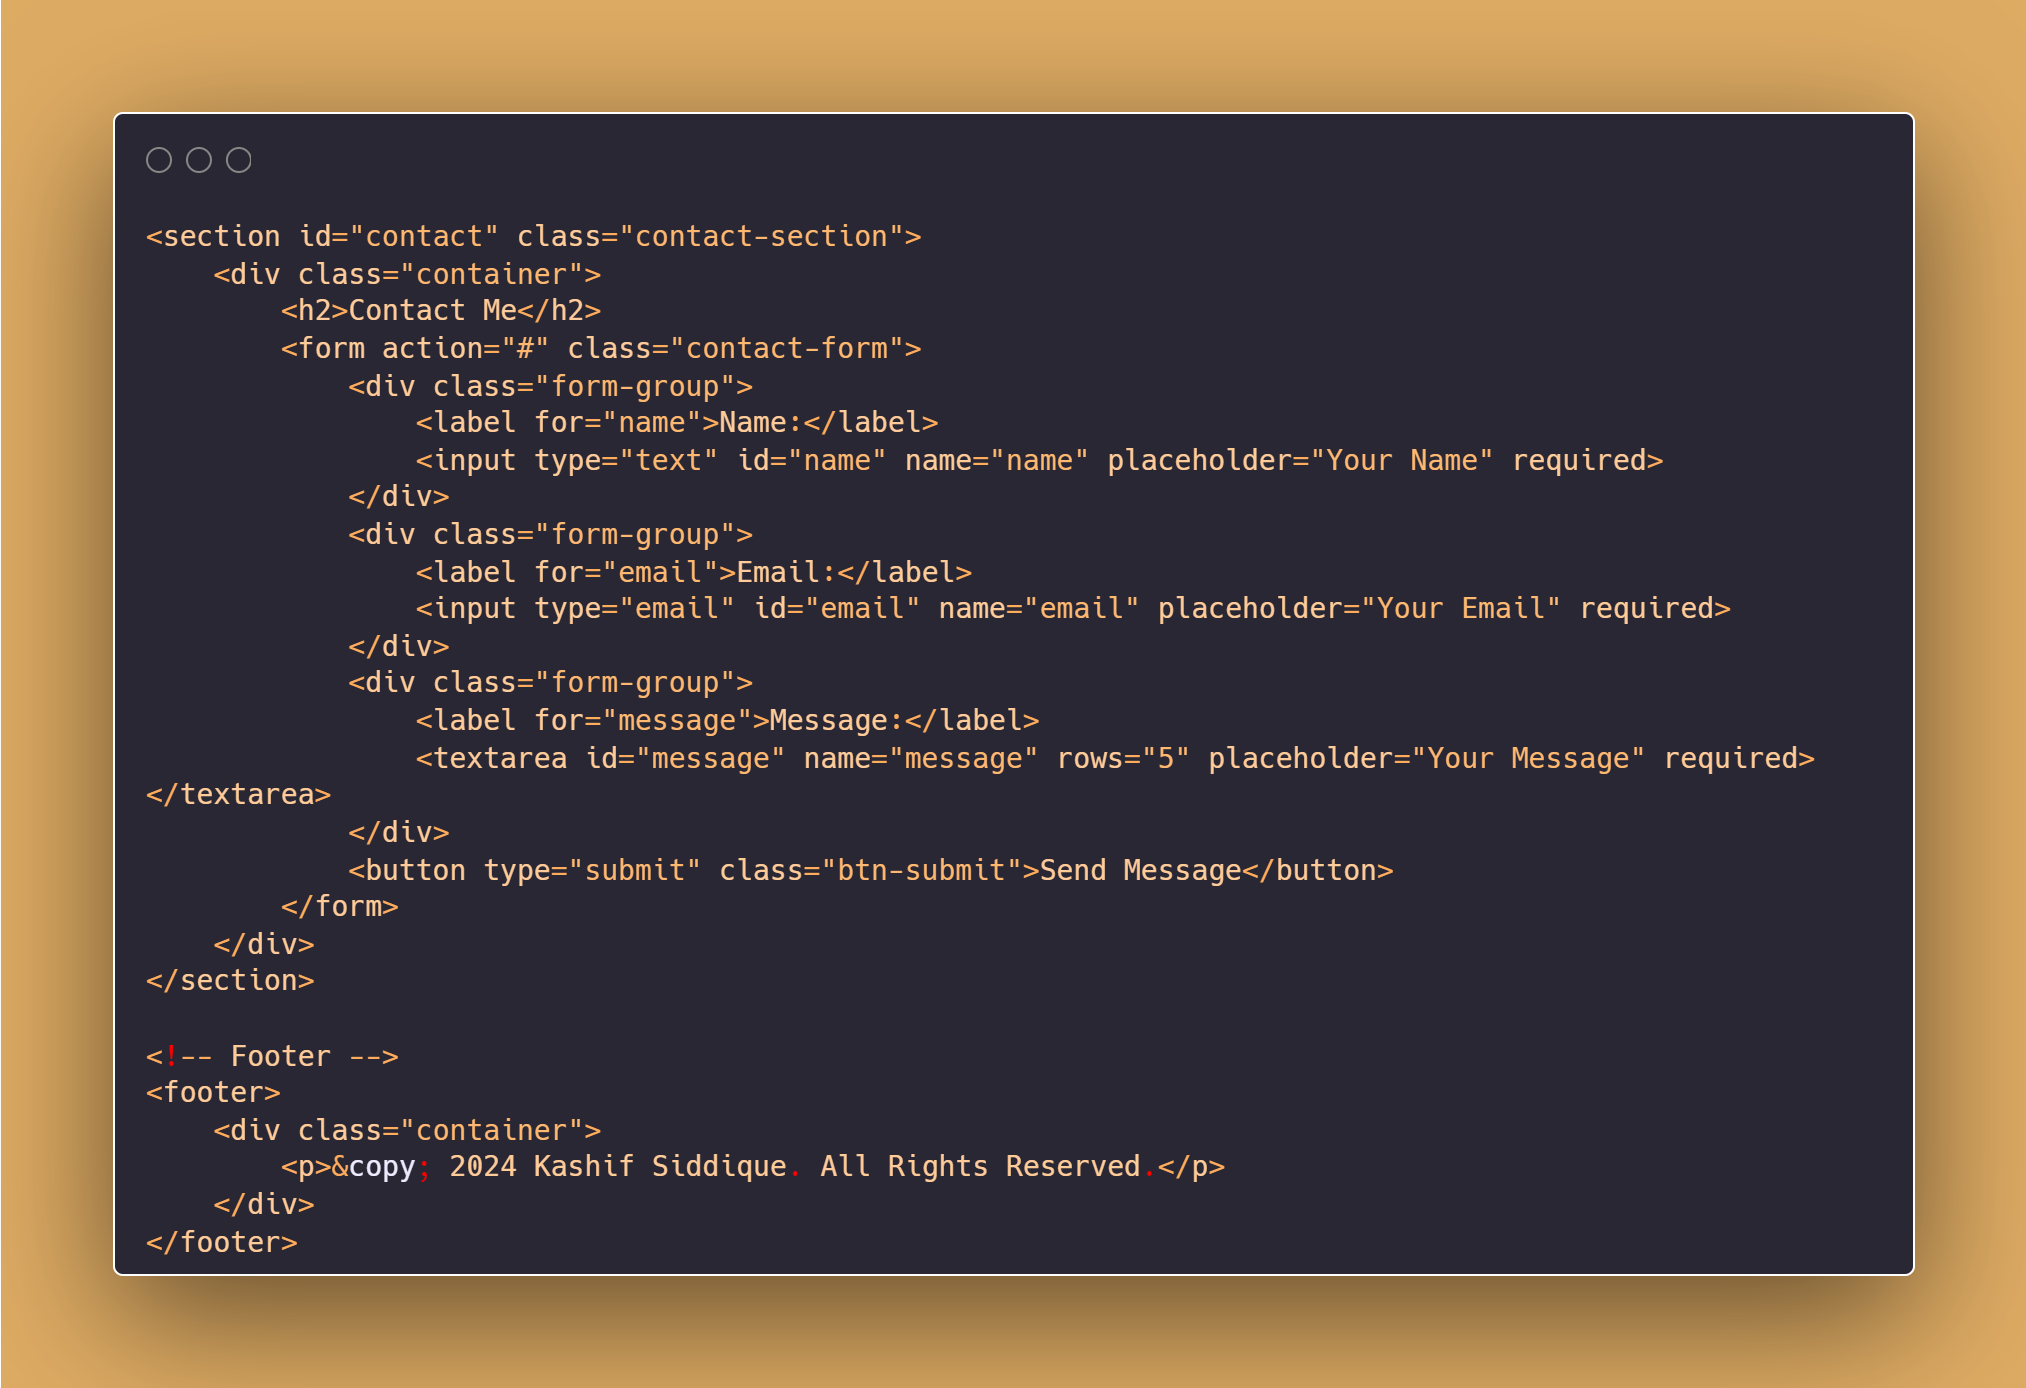 <section id="contact" class="contact-section">
    <div class="container">
        <h2>Contact Me</h2>
        <form action="#" class="contact-form">
            <div class="form-group">
                <label for="name">Name:</label>
                <input type="text" id="name" name="name" placeholder="Your Name" required>
            </div>
            <div class="form-group">
                <label for="email">Email:</label>
                <input type="email" id="email" name="email" placeholder="Your Email" required>
            </div>
            <div class="form-group">
                <label for="message">Message:</label>
                <textarea id="message" name="message" rows="5" placeholder="Your Message" required>
</textarea>
            </div>
            <button type="submit" class="btn-submit">Send Message</button>
        </form>
    </div>
</section>

<!-- Footer -->
<footer>
    <div class="container">
        <p>&copy; 2024 Kashif Siddique. All Rights Reserved.</p>
    </div>
</footer>